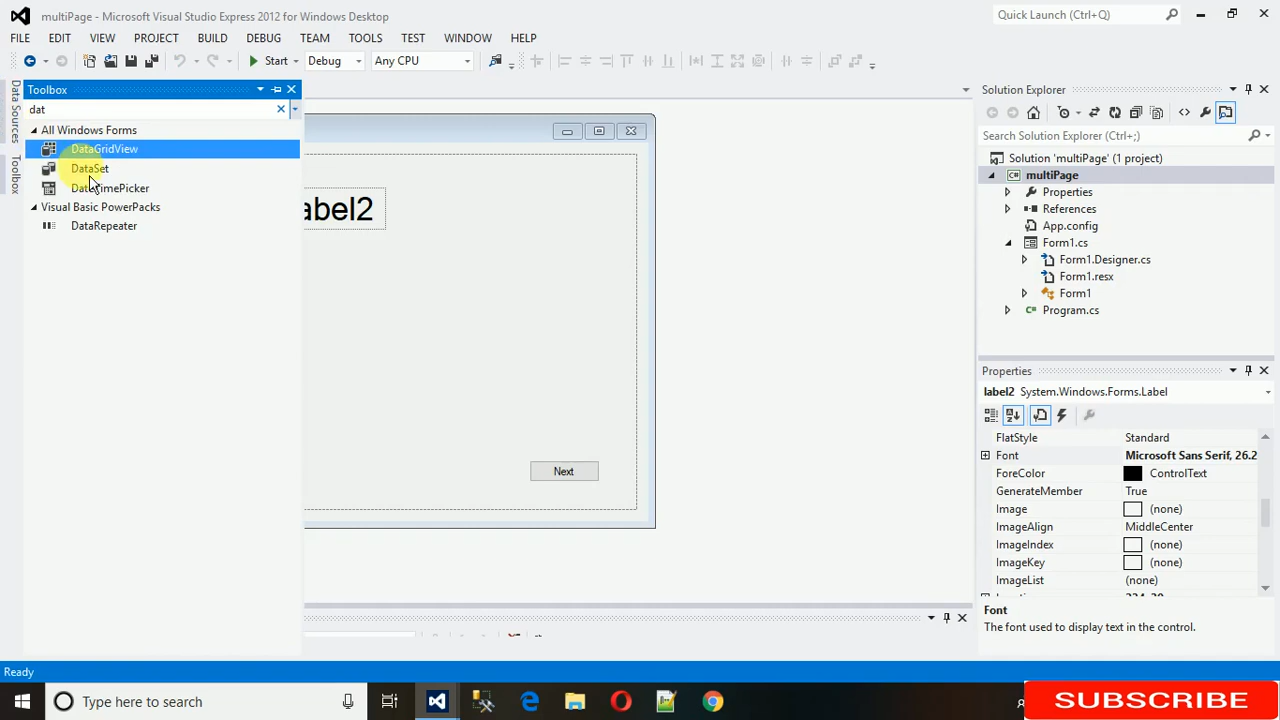 multiPage - Microsoft Visual Studio Express 2012 for Windows Desktop
Quick Launch (Ctrl+Q)
FILE EDIT VIEW PROJECT BUILD DEBUG TEAM TOOLS TEST WINDOW HELP
Start Debug Any CPU
Data Sources
Toolbox
Toolbox
dat
All Windows Forms
DataGridView
DataSet
DateTimePicker
Visual Basic PowerPacks
DataRepeater
abel2
Next
Solution Explorer
Search Solution Explorer (Ctrl+;)
Solution 'multiPage' (1 project)
multiPage
Properties
References
App.config
Form1.cs
Form1.Designer.cs
Form1.resx
Form1
Program.cs
Properties
label2 System.Windows.Forms.Label
FlatStyle Standard
Font Microsoft Sans Serif, 26.2
ForeColor ControlText
GenerateMember True
Image (none)
ImageAlign MiddleCenter
ImageIndex (none)
ImageKey (none)
ImageList (none)
Font
The font used to display text in the control.
Ready
Type here to search
SUBSCRIBE